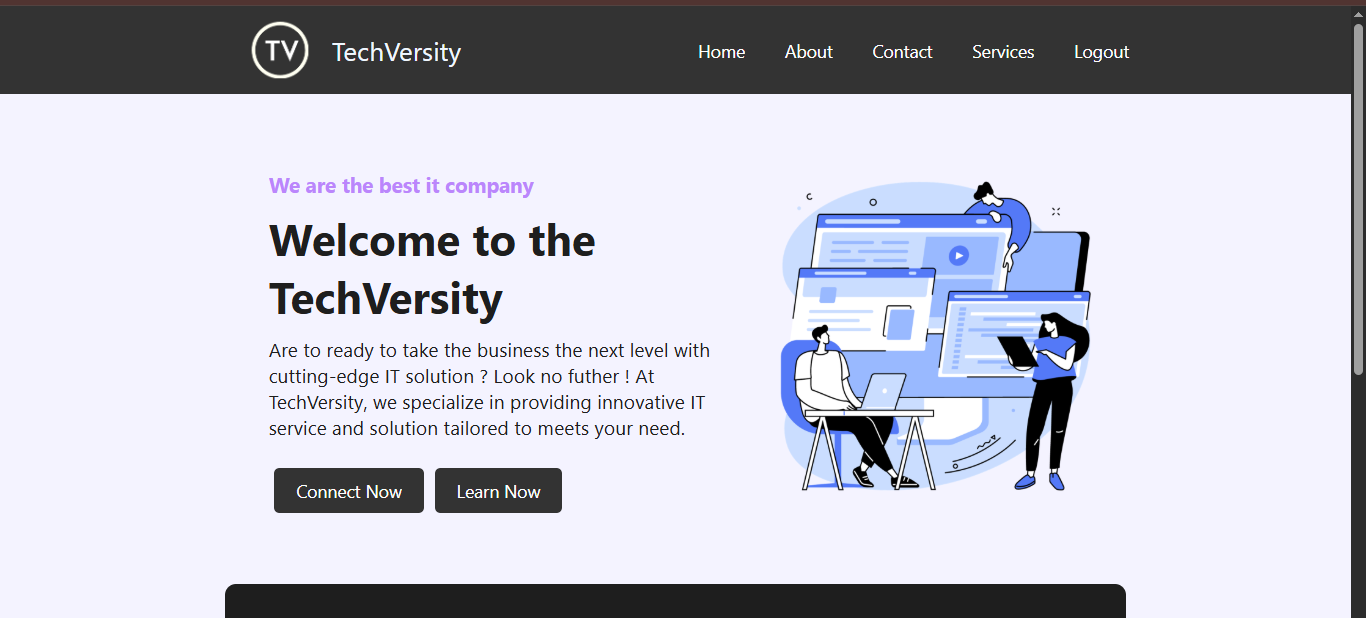 TV TechVersity Home About Contact Services Logout
We are the best it company
Welcome to the
TechVersity
Are to ready to take the business the next level with
cutting-edge IT solution ? Look no futher ! At
TechVersity, we specialize in providing innovative IT
service and solution tailored to meets your need.
Connect Now Learn Now